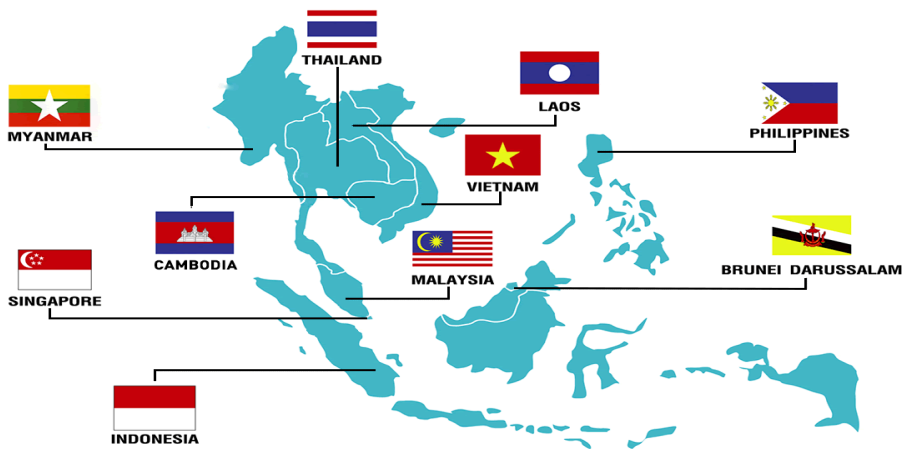 THAILAND
LAOS
MYANMAR
PHILIPPINES
VIETNAM
CAMBODIA
MALAYSIA
BRUNEI DARUSSALAM
SINGAPORE
INDONESIA